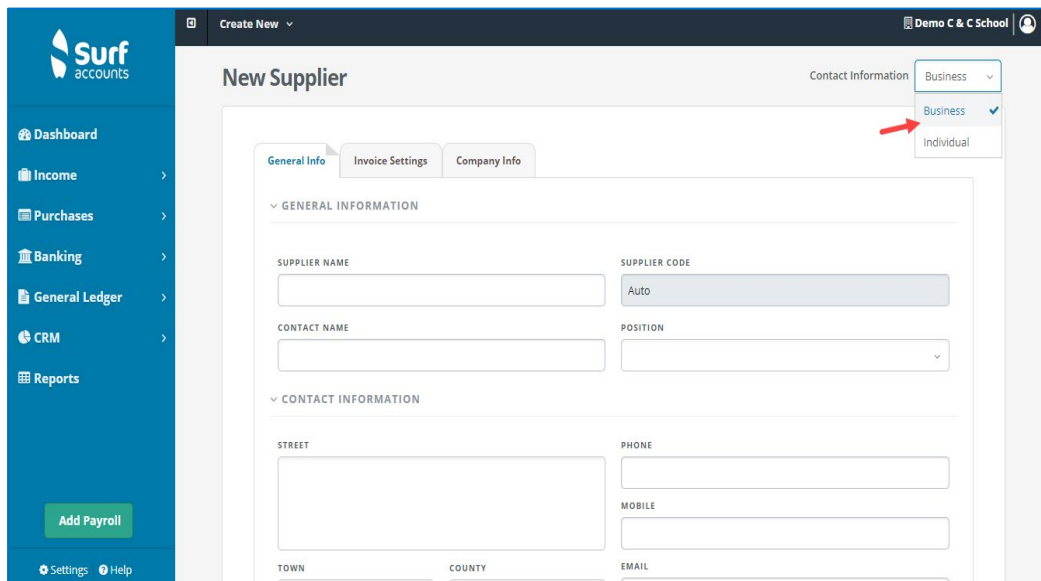 Surf
accounts
Create New
Demo C & C School
New Supplier
Contact Information
Business
Business
Individual
Dashboard
Income
Purchases
Banking
General Ledger
CRM
Reports
Add Payroll
Settings
Help
General Info
Invoice Settings
Company Info
GENERAL INFORMATION
SUPPLIER NAME
SUPPLIER CODE
Auto
CONTACT NAME
POSITION
CONTACT INFORMATION
STREET
PHONE
MOBILE
TOWN
COUNTY
EMAIL